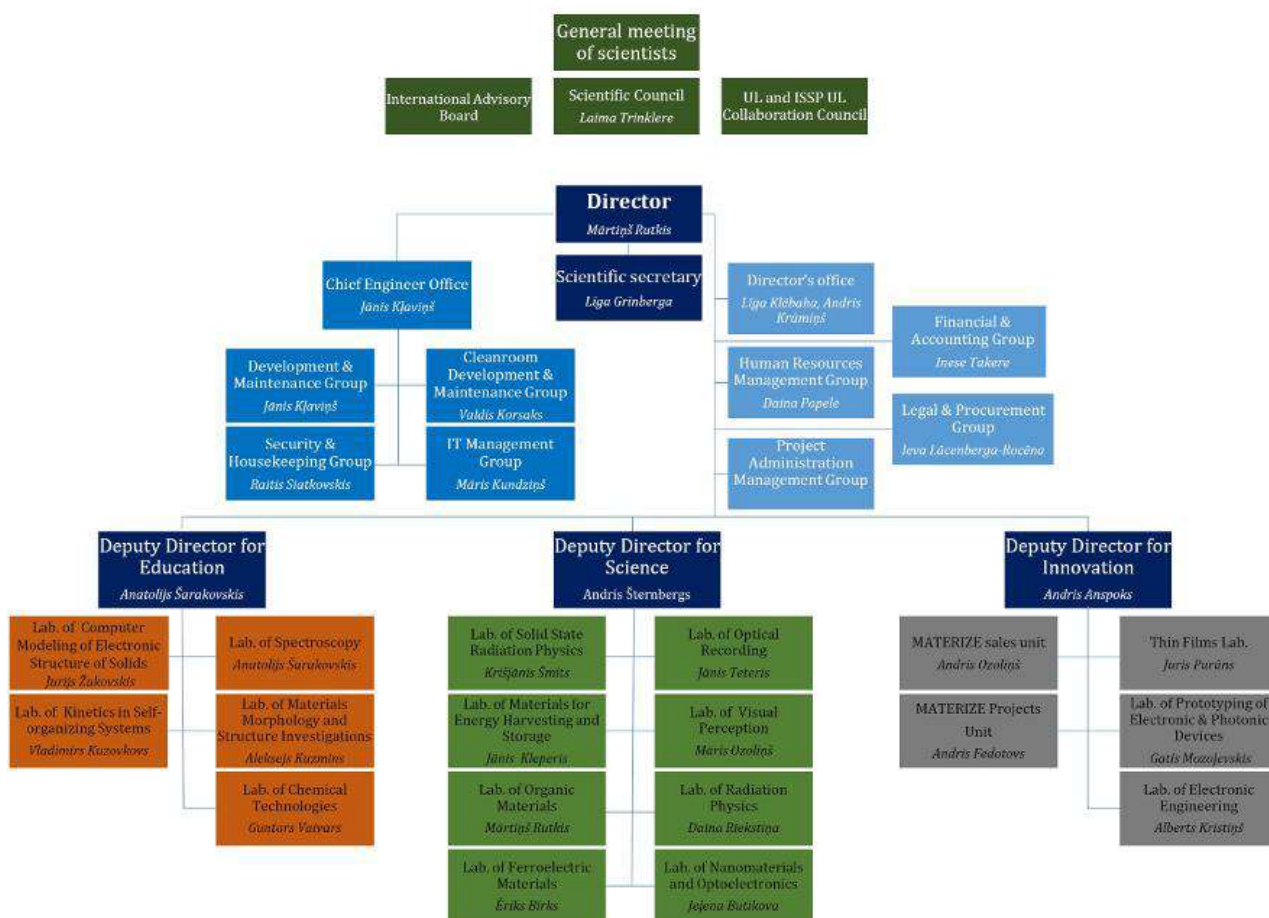 General meeting
of scientists
International Advisory
Board
Scientific Council
Laima Trinklere
UL and ISSP UL
Collaboration Council
Director
Mārtiņš Rutkis
Scientific secretary
Līga Grinberga
Chief Engineer Office
Jānis Kļaviņš
Development &
Maintenance Group
Jānis Kļaviņš
Cleanroom
Development &
Maintenance Group
Valdis Korsaks
Security &
Housekeeping Group
Raitis Siatkovskis
IT Management
Group
Māris Kundziņš
Director's office
Līga Klēbaha, Andris
Krūmiņš
Financial &
Accounting Group
Inese Takere
Human Resources
Management Group
Daina Popele
Legal & Procurement
Group
Ieva Lācenberga-Rocēna
Project
Administration
Management Group
Deputy Director for
Education
Anatolijs Šarakovskis
Deputy Director for
Science
Andris Šternbergs
Deputy Director for
Innovation
Andris Anspoks
Lab. of Computer
Modeling of Electronic
Structure of Solids
Jurijs Žukovskis
Lab. of Spectroscopy
Anatolijs Šarakovskis
Lab. of Kinetics in Self-
organizing Systems
Vladimirs Kuzovkovs
Lab. of Materials
Morphology and
Structure Investigations
Aleksejs Kuzmins
Lab. of Chemical
Technologies
Guntars Vaivars
Lab. of Solid State
Radiation Physics
Krišjānis Šmits
Lab. of Optical
Recording
Jānis Teteris
Lab. of Materials for
Energy Harvesting and
Storage
Jānis Kleperis
Lab. of Visual
Perception
Māris Ozoliņš
Lab. of Organic
Materials
Mārtiņš Rutkis
Lab. of Radiation
Physics
Daina Riekstiņa
Lab. of Ferroelectric
Materials
Ēriks Birks
Lab. of Nanomaterials
and Optoelectronics
Jeļena Butikova
MATERIZE sales unit
Andris Ozoliņš
Thin Films Lab.
Juris Purāns
MATERIZE Projects
Unit
Andris Fedotovs
Lab. of Prototyping of
Electronic & Photonic
Devices
Gatis Mozoļevskis
Lab. of Electronic
Engineering
Alberts Kristiņš